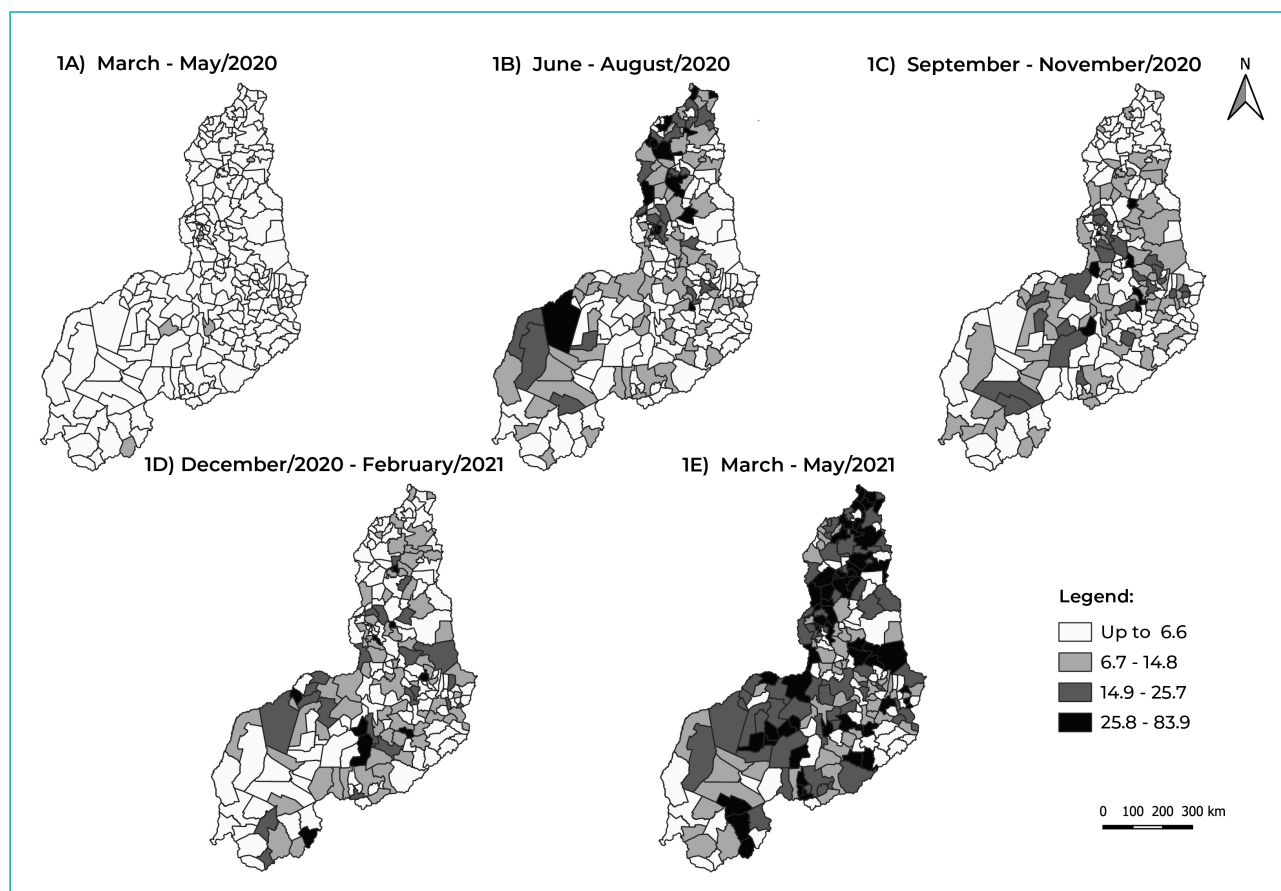 1A) March - May/2020
1B) June - August/2020
1C) September - November/2020
N
1D) December/2020 - February/2021
1E) March - May/2021
Legend:
Up to 6.6
6.7 - 14.8
14.9 - 25.7
25.8 - 83.9
0 100 200 300 km